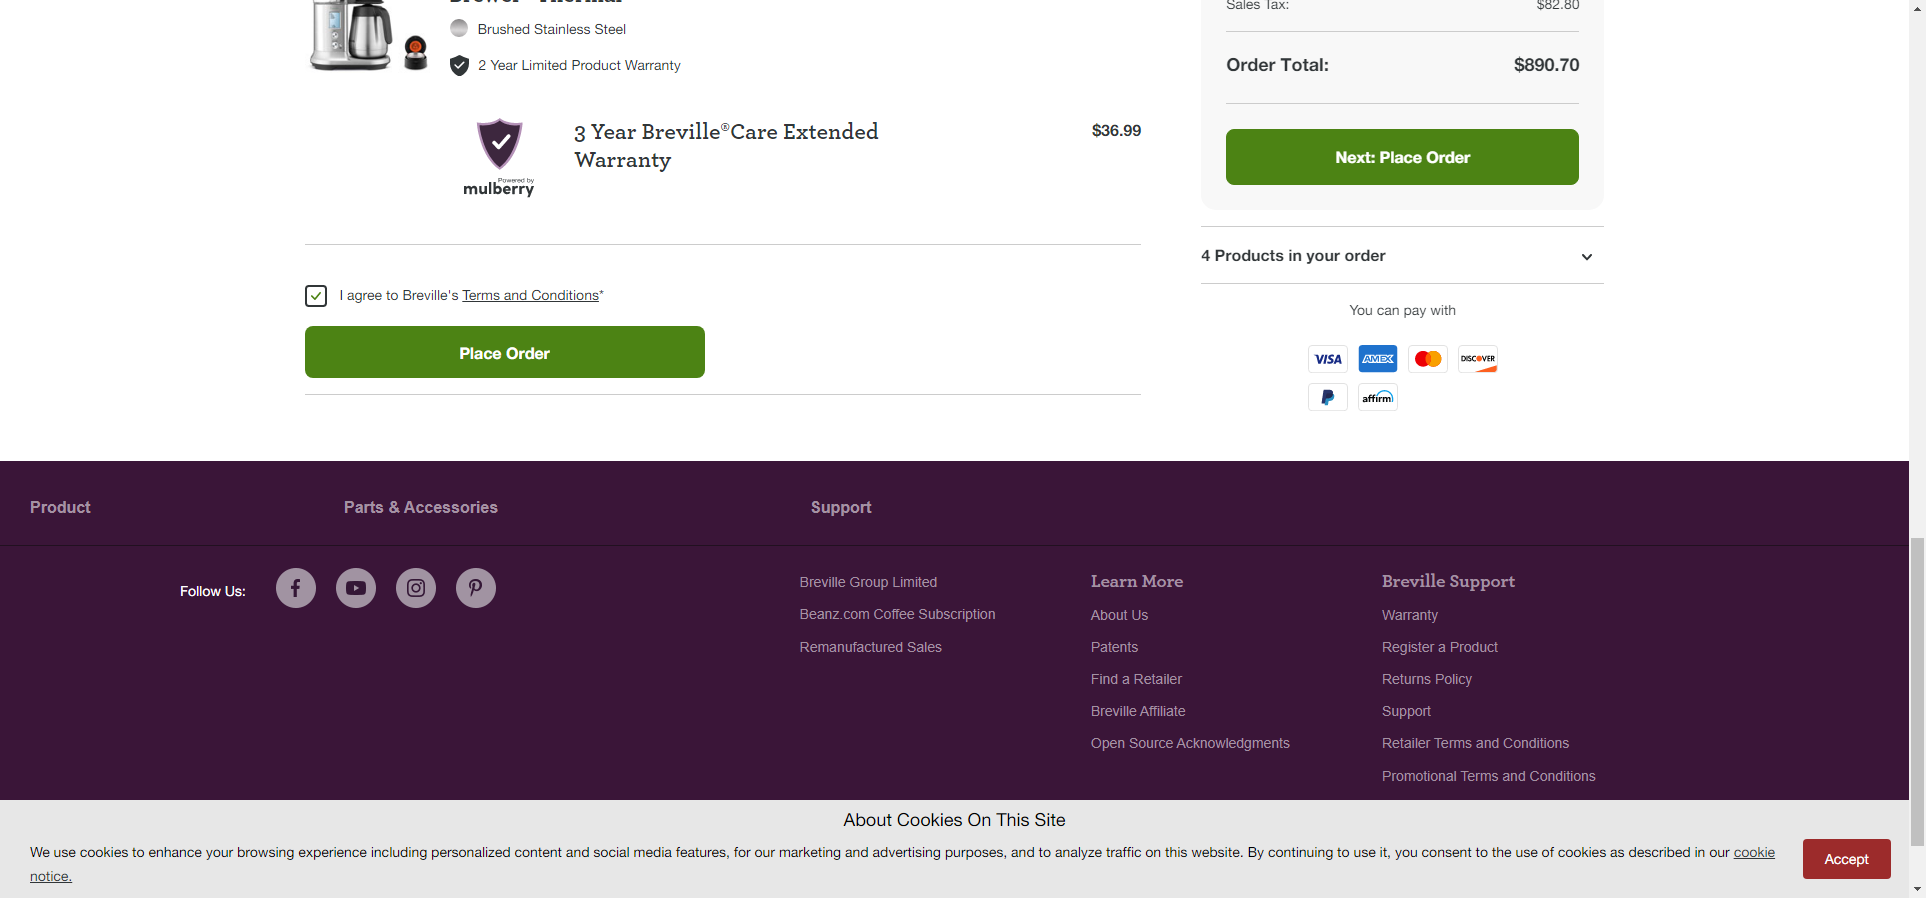 Brushed Stainless Steel
2 Year Limited Product Warranty
Powered by
mulberry
3 Year Breville®Care Extended
Warranty
$36.99
I agree to Breville's Terms and Conditions*
Place Order
Sales Tax:
$82.80
Order Total:
$890.70
Next: Place Order
4 Products in your order
You can pay with
VISA
AMEX
DISCOVER
affirm
Product
Parts & Accessories
Support
Follow Us:
Breville Group Limited
Beanz.com Coffee Subscription
Remanufactured Sales
Learn More
About Us
Patents
Find a Retailer
Breville Affiliate
Open Source Acknowledgments
Breville Support
Warranty
Register a Product
Returns Policy
Support
Retailer Terms and Conditions
Promotional Terms and Conditions
About Cookies On This Site
We use cookies to enhance your browsing experience including personalized content and social media features, for our marketing and advertising purposes, and to analyze traffic on this website. By continuing to use it, you consent to the use of cookies as described in our cookie
notice.
Accept